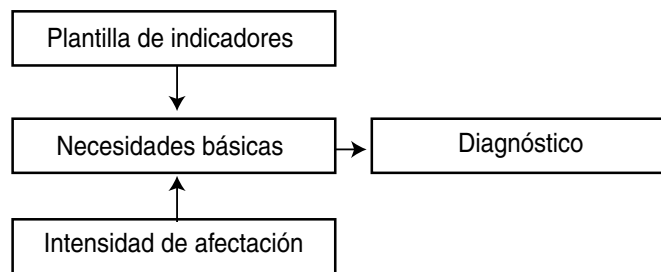 Plantilla de indicadores
Necesidades básicas
Diagnóstico
Intensidad de afectación